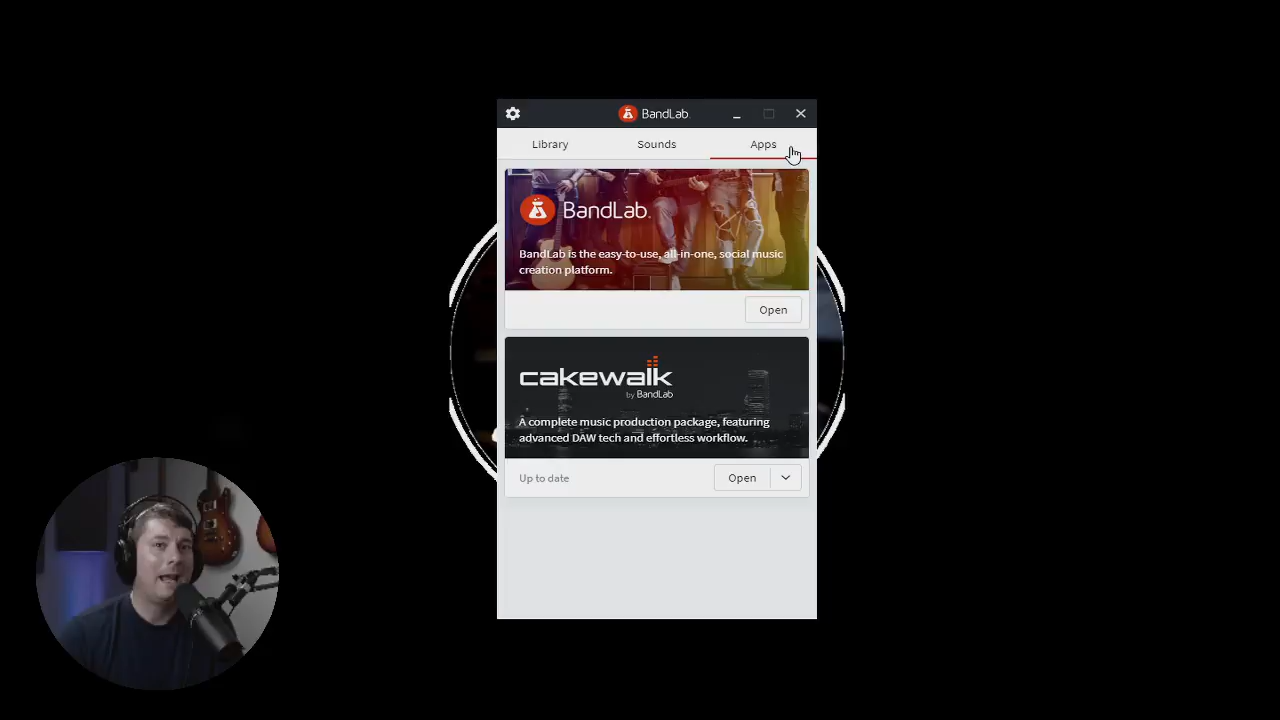 BandLab
Library
Sounds
Apps
BandLab.
BandLab is the easy-to-use, all-in-one, social music
creation platform.
Open
cakewalk
by BandLab
A complete music production package, featuring
advanced DAW tech and effortless workflow.
Up to date
Open